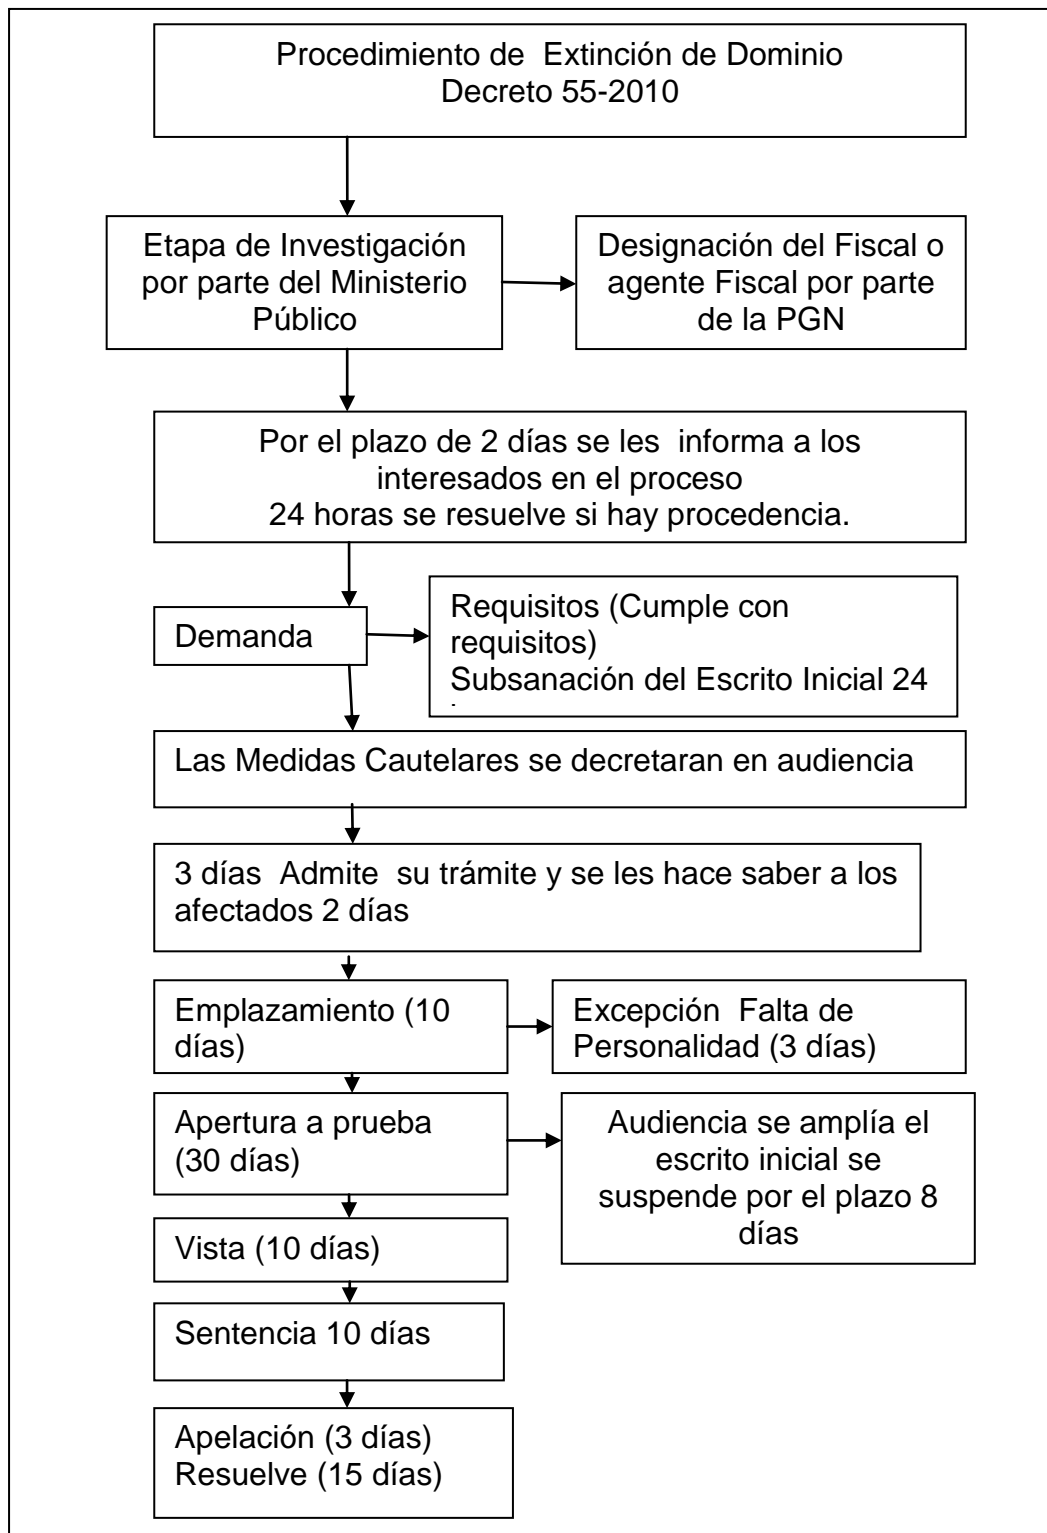 Procedimiento de Extinción de Dominio
Decreto 55-2010
Etapa de Investigación
por parte del Ministerio
Público
Designación del Fiscal o
agente Fiscal por parte
de la PGN
Por el plazo de 2 días se les informa a los
interesados en el proceso
24 horas se resuelve si hay procedencia.
Demanda
Requisitos (Cumple con
requisitos)
Subsanación del Escrito Inicial 24
Las Medidas Cautelares se decretaran en audiencia
3 días Admite su trámite y se les hace saber a los
afectados 2 días
Emplazamiento (10
días)
Excepción Falta de
Personalidad (3 días)
Apertura a prueba
(30 días)
Audiencia se amplía el
escrito inicial se
suspende por el plazo 8
días
Vista (10 días)
Sentencia 10 días
Apelación (3 días)
Resuelve (15 días)